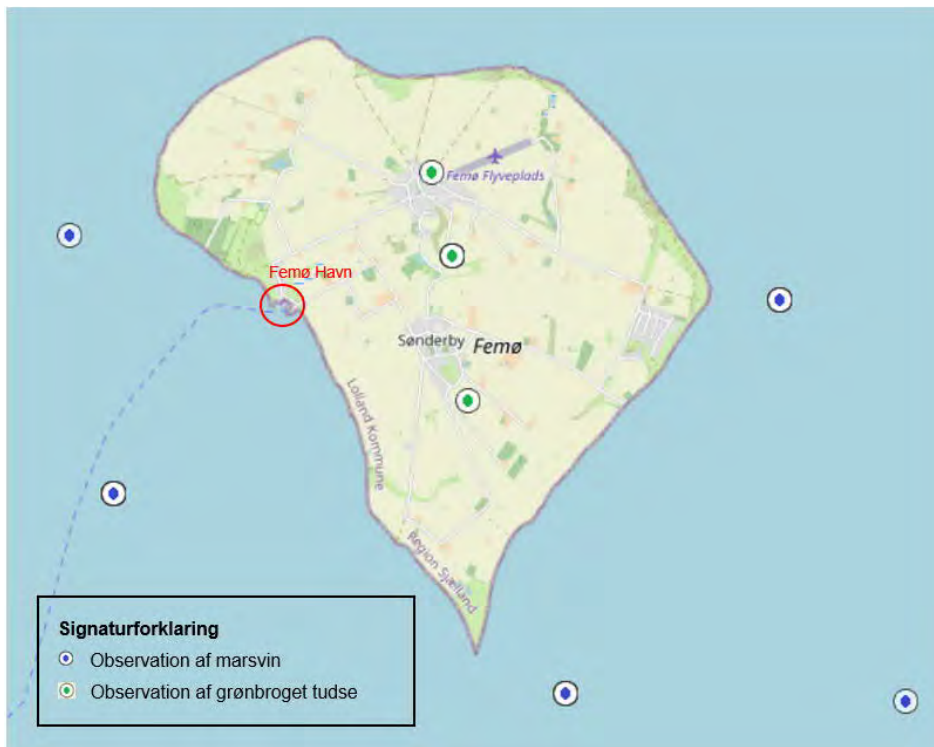 Femø Flyveplads
Femø Havn
Sønderby
Femø
Lolland Kommune
Region Sjælland
Signaturforklaring
Observation af marsvin
Observation af grønbroget tudse